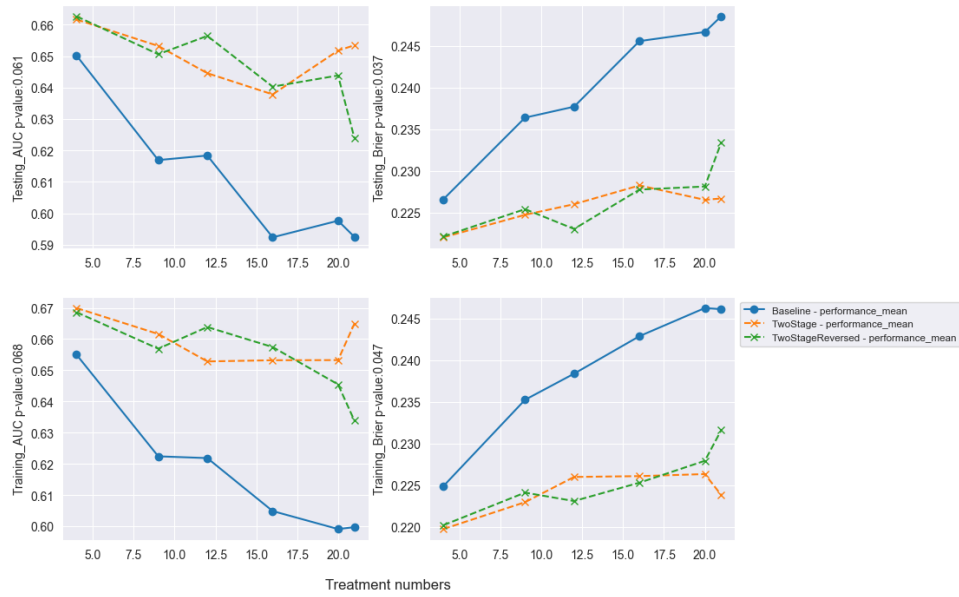 Testing_AUC p-value:0.061
0.66
0.65
0.64
0.63
0.62
0.61
0.60
0.59
5.0 7.5 10.0 12.5 15.0 17.5 20.0
Testing_Brier p-value:0.037
0.245
0.240
0.235
0.230
0.225
5.0 7.5 10.0 12.5 15.0 17.5 20.0
Training_AUC p-value:0.068
0.67
0.66
0.65
0.64
0.63
0.62
0.61
0.60
5.0 7.5 10.0 12.5 15.0 17.5 20.0
Training_Brier p-value:0.047
0.245
0.240
0.235
0.230
0.225
0.220
5.0 7.5 10.0 12.5 15.0 17.5 20.0
Baseline - performance_mean
TwoStage - performance_mean
TwoStageReversed - performance_mean
Treatment numbers